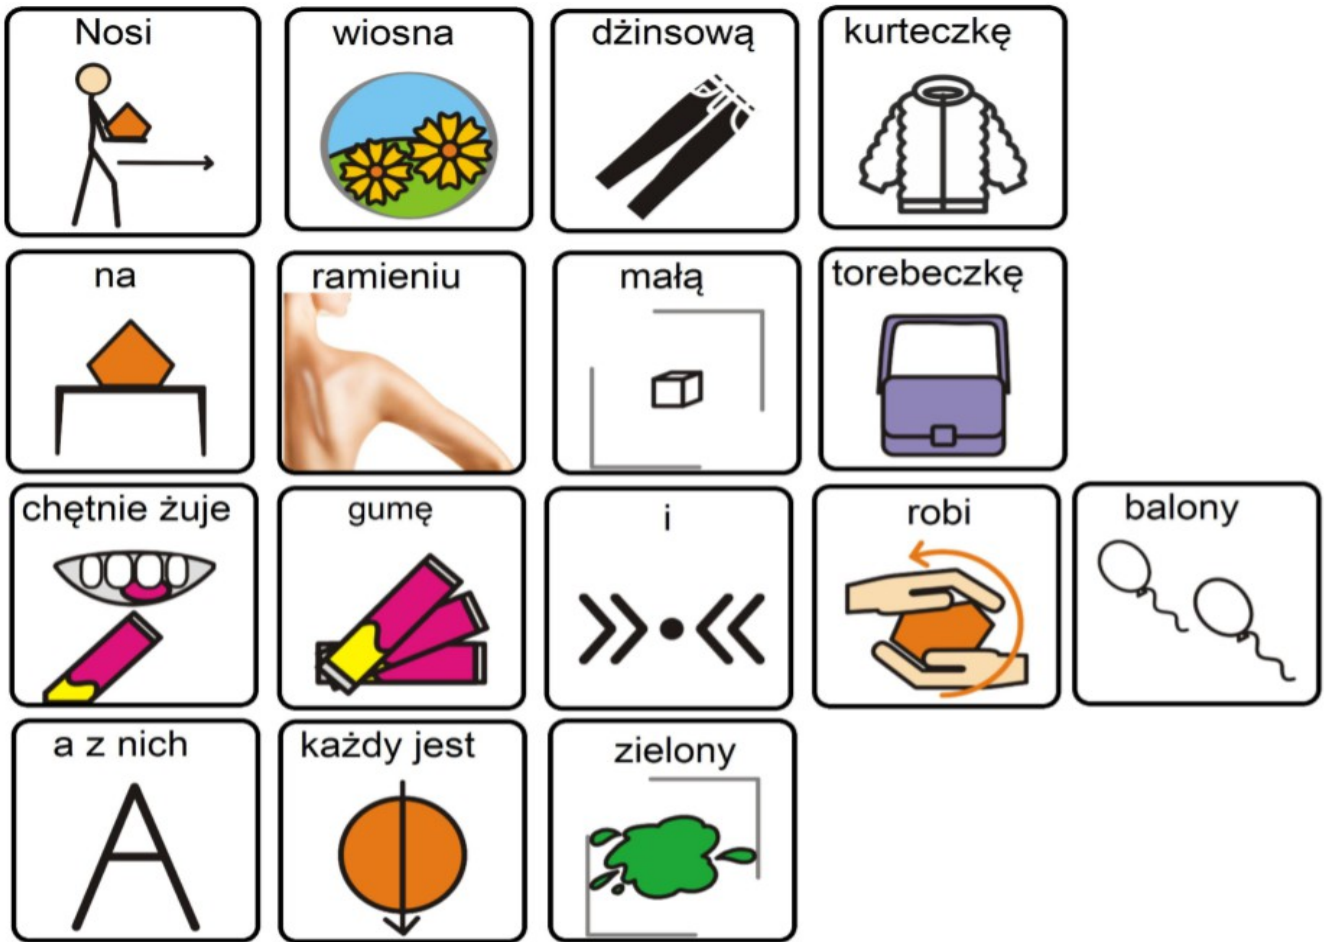 Nosi wiosna dżinsową kurteczkę
na ramieniu małą torebeczkę
chętnie żuje gumę i robi balony
a z nich każdy jest zielony